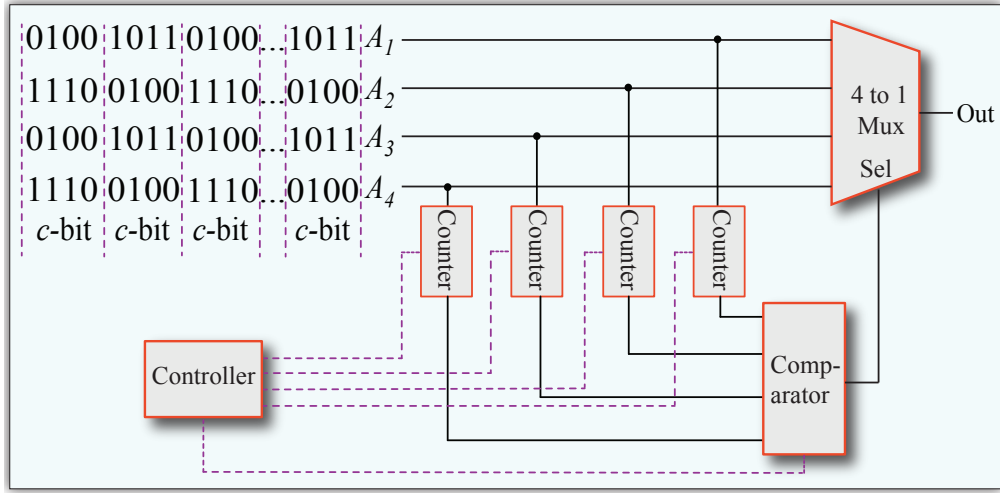 0100 1011 0100...1011 A1
1110 0100 1110...0100 A2
0100 1011 0100...1011 A3
1110 0100 1110...0100 A4
c-bit c-bit c-bit c-bit
4 to 1
Mux
Sel
Out
Counter
Counter
Counter
Counter
Controller
Comp-
arator